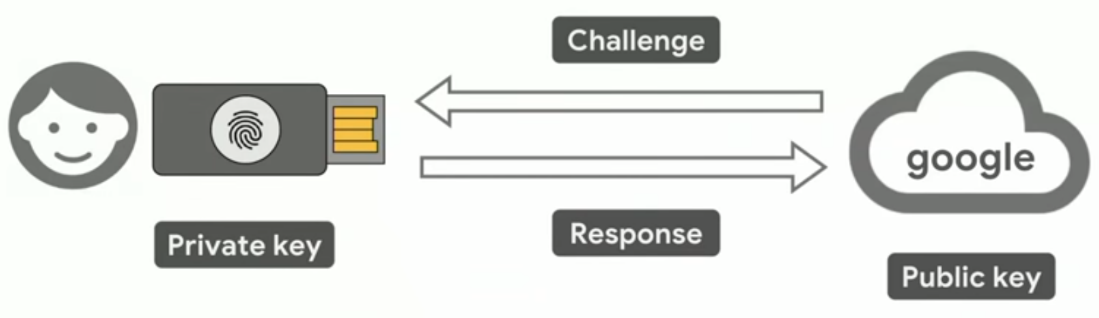 Challenge
google
Response
Private key
Public key